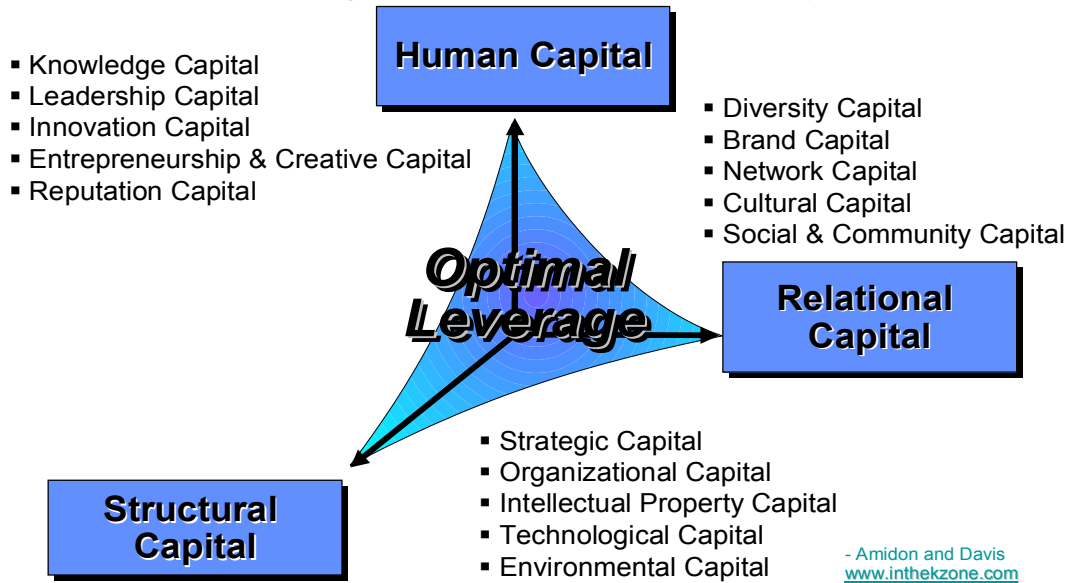 Human Capital
▪ Knowledge Capital
▪ Leadership Capital
▪ Innovation Capital
▪ Entrepreneurship & Creative Capital
▪ Reputation Capital
▪ Diversity Capital
▪ Brand Capital
▪ Network Capital
▪ Cultural Capital
▪ Social & Community Capital
Optimal
Leverage
Relational
Capital
▪ Strategic Capital
▪ Organizational Capital
▪ Intellectual Property Capital
▪ Technological Capital
▪ Environmental Capital
Structural
Capital
- Amidon and Davis
www.inthekzone.com